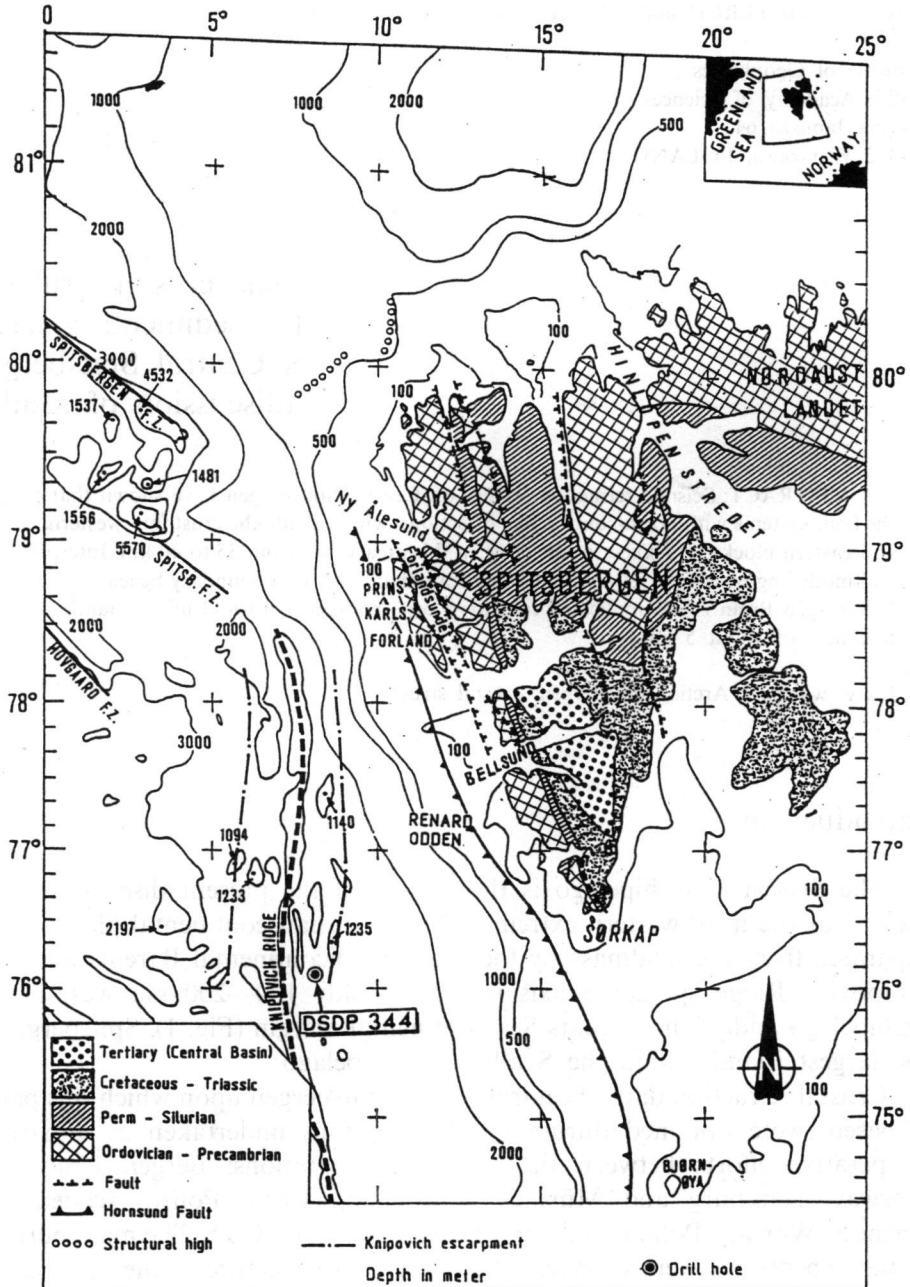 0
5°
10°
15°
20°
25°
1000
1000
2000
500
GREENLAND
SEA
NORWAY
81°
2000
80°
3000
SPITSBERGEN F.Z.
4532
1537
1481
1556
5570
SPITSB. F.Z.
79°
500
100
100
HINLOPEN STREET
NORDAUST
LANDET
80°
Ny Ålesund
Forlandsundet
100
PRINS
KARLS
FORLAND
SPITSBERGEN
79°
2000
HOVGAARD F.Z.
2000
78°
3000
100
BELLSUND
78°
RENARD
ODDEN
1140
1094
1233
77°
100
77°
2197
1235
SØRKAP
76°
KNIPOVICH RIDGE
1000
76°
DSDP 344
500
N
100
75°
2000
75°
BJØRN-
ØYA
Tertiary (Central Basin)
Cretaceous - Triassic
Perm - Silurian
Ordovician - Precambrian
Fault
Hornsund Fault
Structural high
Knipovich escarpment
Depth in meter
Drill hole